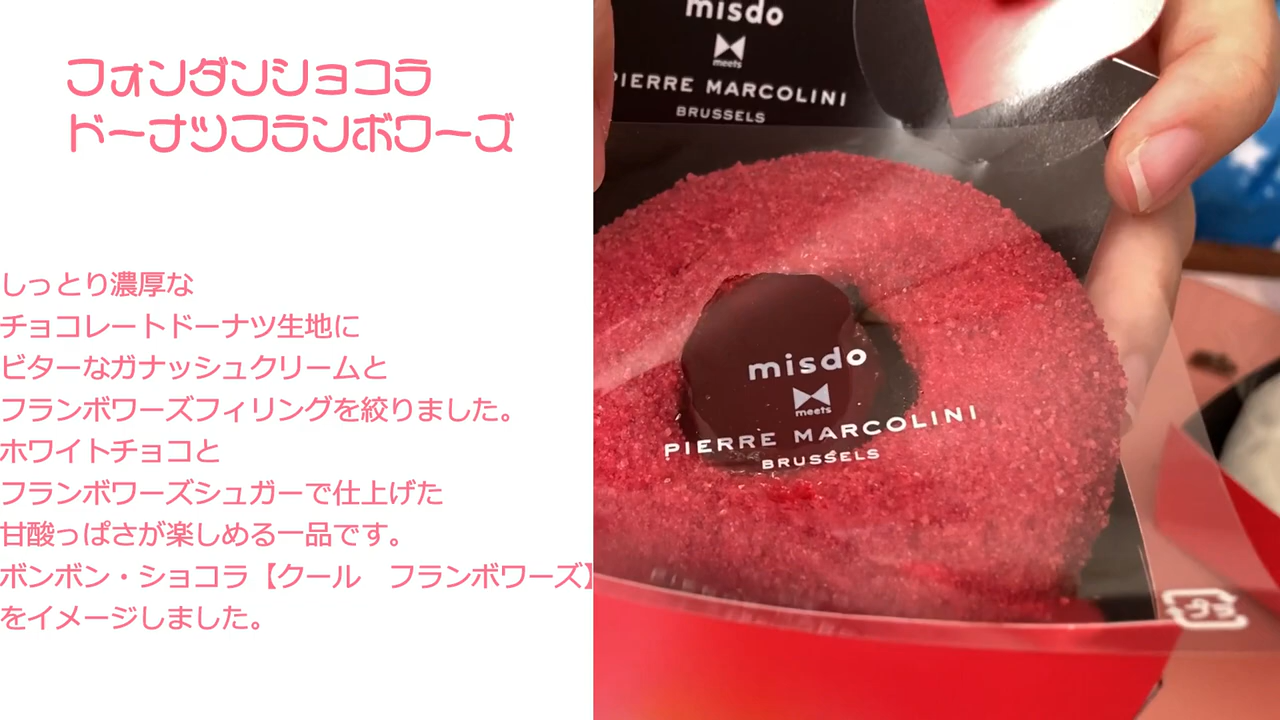 フォンダンショコラ
ドーナツフランボワーズ
しっとり濃厚な
チョコレートドーナツ生地に
ビターなガナッシュクリームと
フランボワーズフィリングを絞りました。
ホワイトチョコと
フランボワーズシュガーで仕上げた
甘酸っぱさが楽しめる一品です。
ボンボン・ショコラ【クール　フランボワーズ】
をイメージしました。
misdo
meets
PIERRE MARCOLINI
BRUSSELS
misdo
meets
PIERRE MARCOLINI
BRUSSELS
プラ